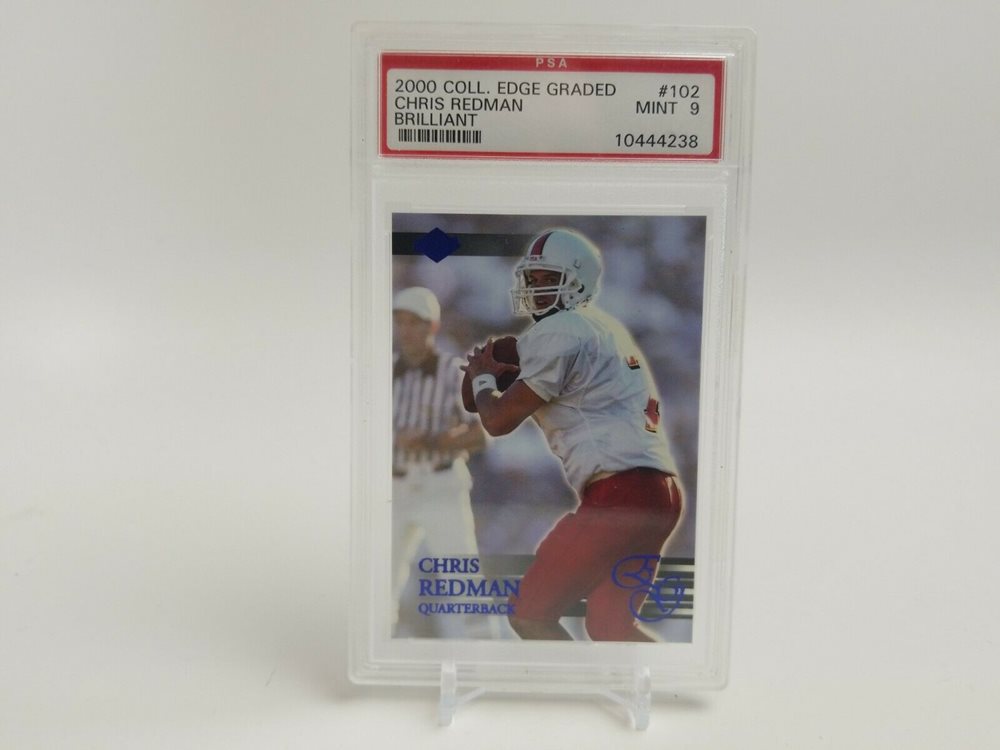 PSA
2000 COLL. EDGE GRADED #102
CHRIS REDMAN MINT 9
BRILLIANT
10444238
CHRIS
REDMAN
QUARTERBACK